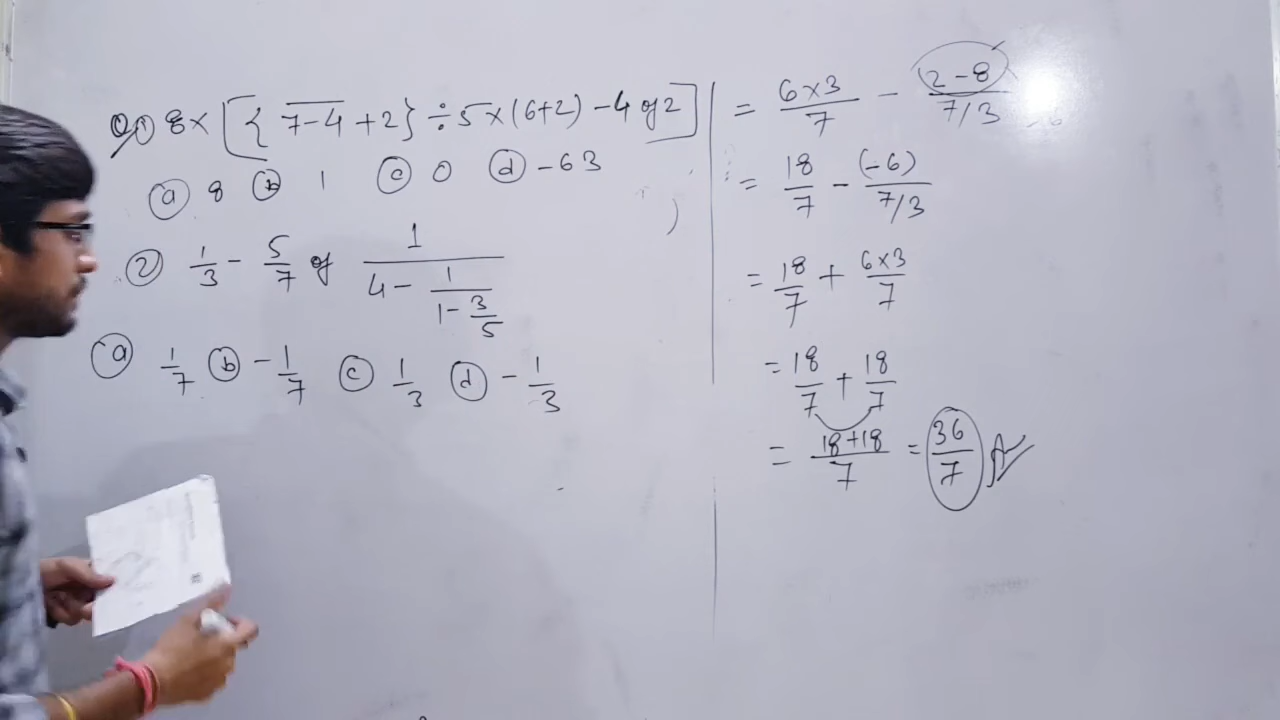 Q.1) 8 × [{ 7̅-̅4̅ + 2} ÷ 5 × (6+2) - 4 of 2]
(a) 8 (b) 1 (c) 0 (d) - 63
(2) 1/3 - 5/7 of 1/(4 - 1/(1 - 3/5))
(a) 1/7 (b) - 1/7 (c) 1/3 (d) - 1/3
= 6×3/7 - (2-8)/(7/3)
= 18/7 - (-6)/(7/3)
= 18/7 + 6×3/7
= 18/7 + 18/7
= (18+18)/7 = 36/7 A